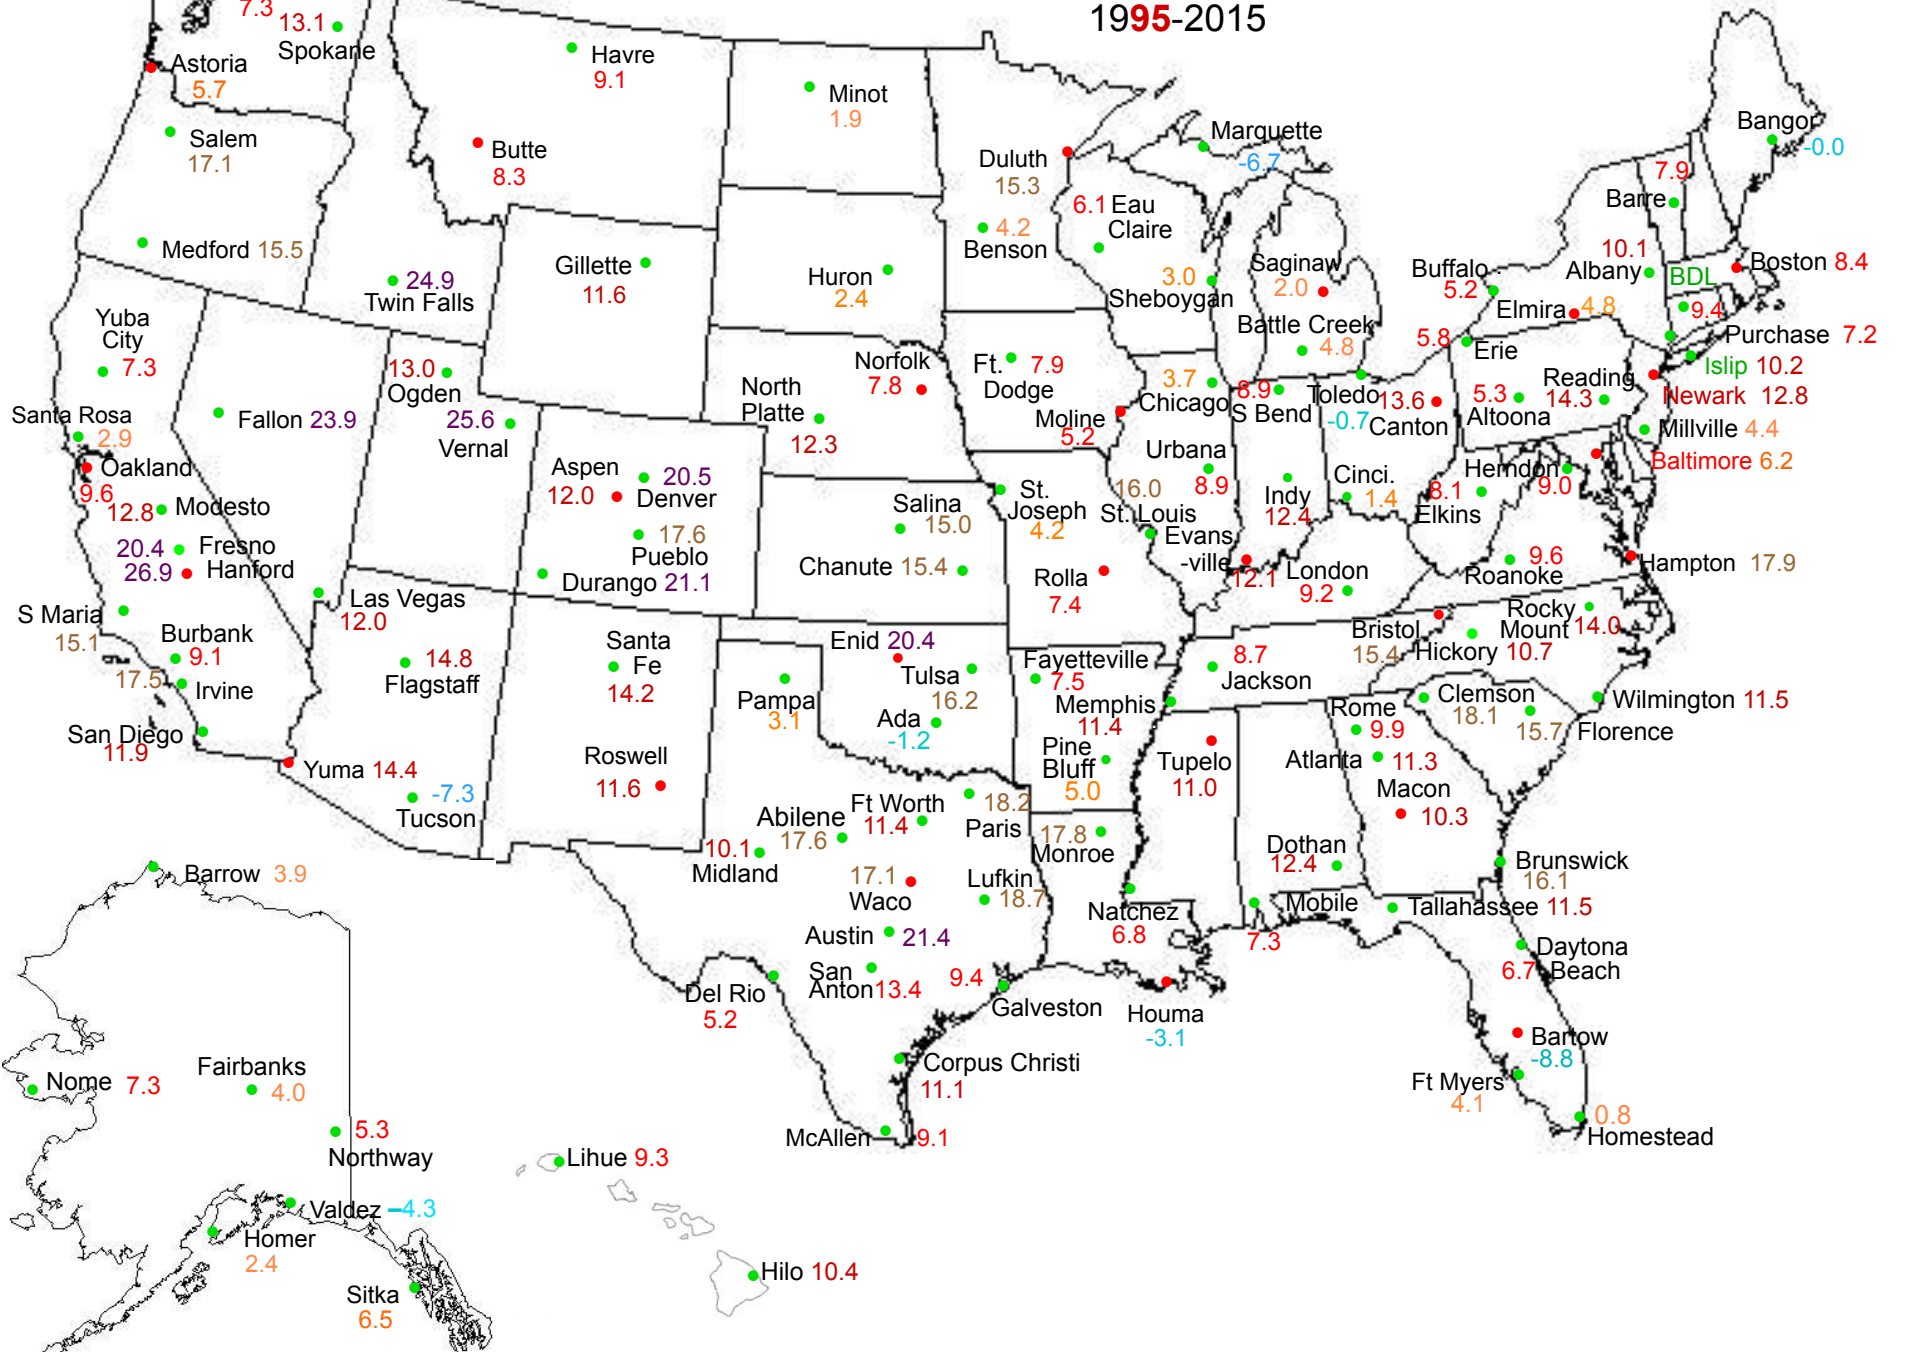 1995-2015
7.3
13.1
Spokane
Astoria
5.7
Havre
9.1
Minot
1.9
Salem
17.1
Butte
8.3
Duluth
15.3
Marquette
-6.7
Bangor
-0.0
7.9
Barre
Medford 15.5
24.9
Twin Falls
Gillette
11.6
Huron
2.4
4.2
Benson
6.1 Eau
Claire
3.0
Sheboygan
Saginaw
2.0
Battle Creek
4.8
Buffalo
5.2
Elmira 4.8
10.1
Albany
BDL
9.4
Boston 8.4
Purchase 7.2
Islip 10.2
Newark 12.8
Yuba
City
7.3
Santa Rosa
2.9
Oakland
9.6
12.8 Modesto
20.4 Fresno
26.9 Hanford
Fallon 23.9
13.0
Ogden
25.6
Vernal
North
Platte
12.3
Norfolk
7.8
Ft.
Dodge
7.9
Moline
5.2
3.7
Chicago
8.9
S Bend
Toledo
-0.7
13.6
Canton
5.8
Erie
5.3
Altoona
Reading
14.3
Millville 4.4
Baltimore 6.2
Aspen
12.0
20.5
Denver
17.6
Pueblo
Durango 21.1
Salina
15.0
Chanute 15.4
St.
Joseph
4.2
Urbana
8.9
16.0
St. Louis
Indy
12.4
Cinci.
1.4
8.1
Elkins
Herndon
9.0
Evans
-ville
12.1
London
9.2
9.6
Roanoke
Hampton 17.9
S Maria
15.1
Burbank
9.1
17.5
Irvine
San Diego
11.9
Las Vegas
12.0
14.8
Flagstaff
Santa
Fe
14.2
Rolla
7.4
Enid 20.4
Tulsa
16.2
Pampa
3.1
Ada
-1.2
Fayetteville
7.5
Memphis
11.4
8.7
Jackson
Bristol
15.4
Hickory 10.7
Rocky
Mount 14.0
Clemson
18.1
15.7
Florence
Wilmington 11.5
Yuma 14.4
-7.3
Tucson
Roswell
11.6
Pine
Bluff
5.0
Tupelo
11.0
Rome
9.9
Atlanta 11.3
Macon
10.3
Abilene
17.6
Ft Worth
11.4
18.2
Paris
17.8
Monroe
10.1
Midland
17.1
Waco
Lufkin
18.7
Dothan
12.4
Brunswick
16.1
Natchez
6.8
Mobile
7.3
Tallahassee 11.5
Austin 21.4
San
Anton 13.4
9.4
Galveston
Del Rio
5.2
Houma
-3.1
Daytona
Beach
6.7
Bartow
-8.8
Corpus Christi
11.1
Ft Myers
4.1
McAllen 9.1
0.8
Homestead
Barrow 3.9
Nome 7.3
Fairbanks
4.0
5.3
Northway
Valdez -4.3
Homer
2.4
Sitka
6.5
Lihue 9.3
Hilo 10.4